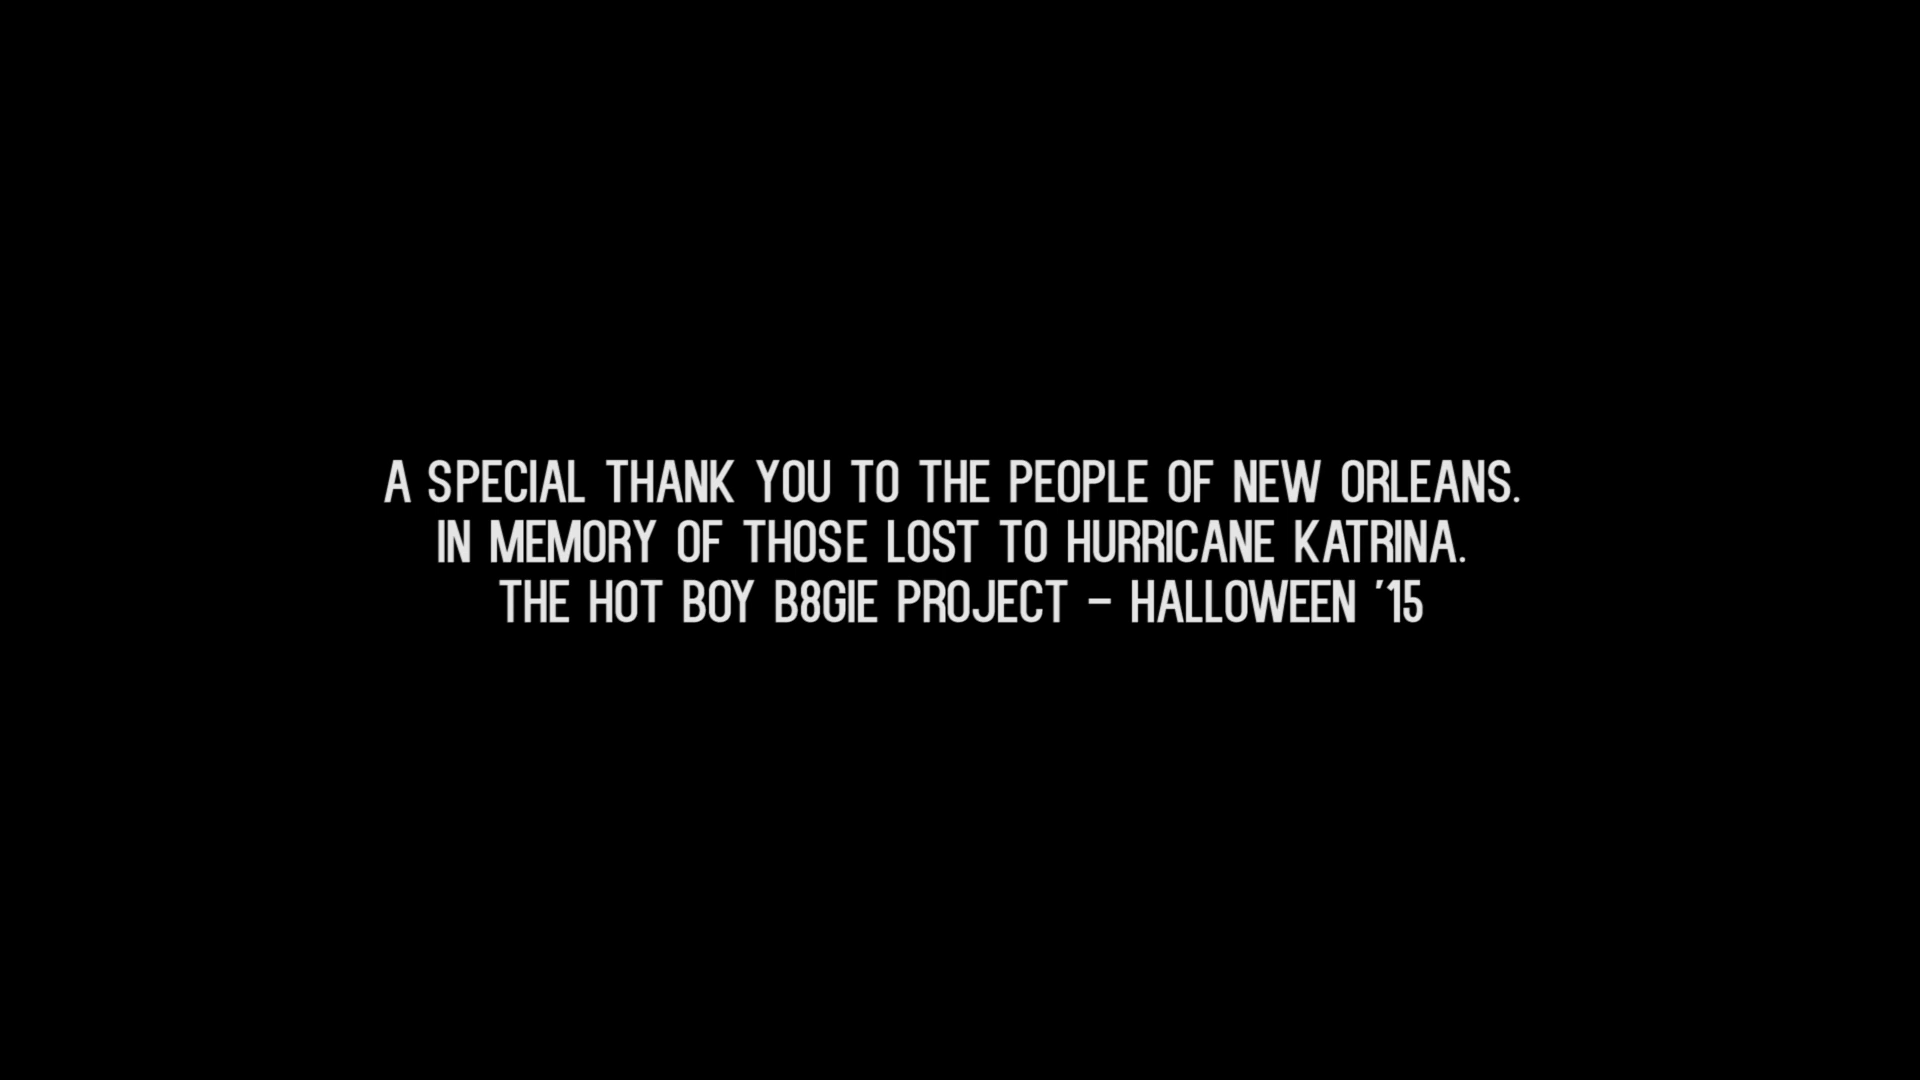 A SPECIAL THANK YOU TO THE PEOPLE OF NEW ORLEANS.
IN MEMORY OF THOSE LOST TO HURRICANE KATRINA.
THE HOT BOY B8GIE PROJECT – HALLOWEEN '15